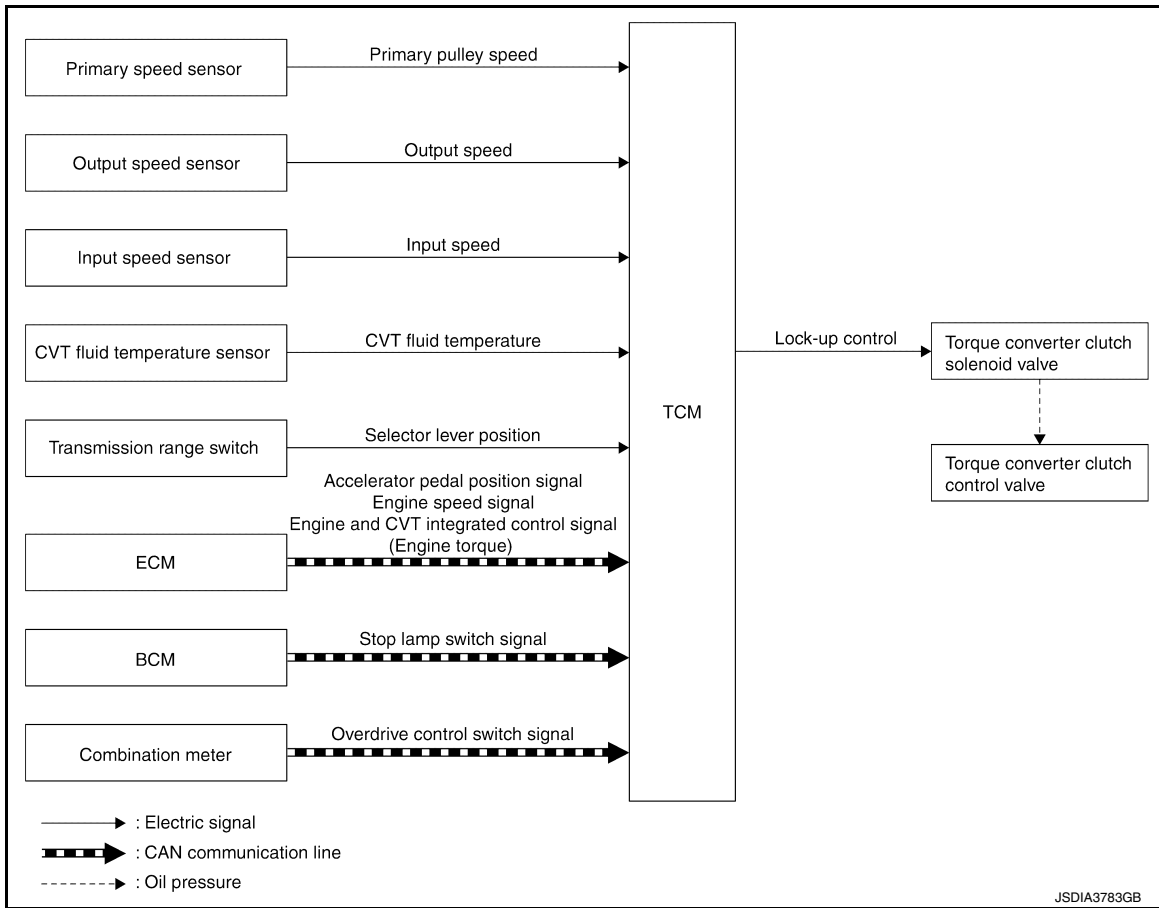 Primary speed sensor
Primary pulley speed
Output speed sensor
Output speed
Input speed sensor
Input speed
CVT fluid temperature sensor
CVT fluid temperature
Transmission range switch
Selector lever position
ECM
Accelerator pedal position signal
Engine speed signal
Engine and CVT integrated control signal
(Engine torque)
BCM
Stop lamp switch signal
Combination meter
Overdrive control switch signal
TCM
Lock-up control
Torque converter clutch
solenoid valve
Torque converter clutch
control valve
: Electric signal
: CAN communication line
: Oil pressure
JSDIA3783GB